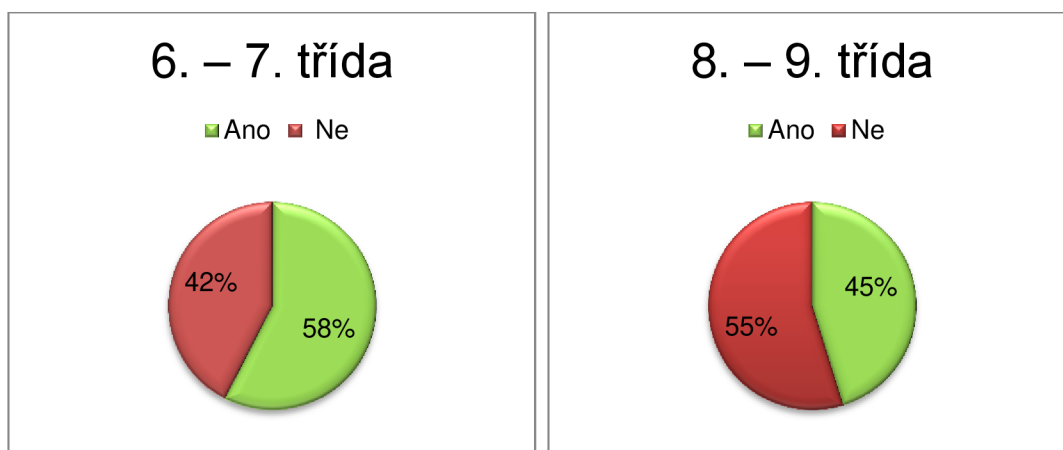 6. – 7. třída
Ano Ne
42%
58%
8. – 9. třída
Ano Ne
45%
55%